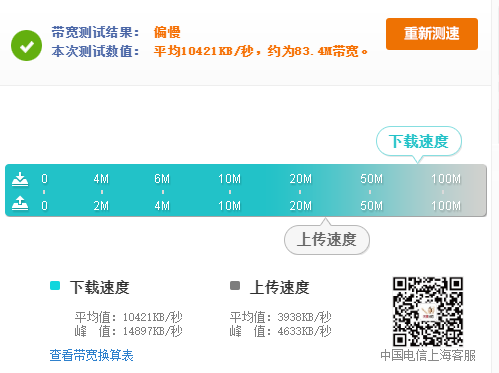 带宽测试结果： 偏慢
本次测试数值： 平均10421KB/秒，约为83.4M带宽。
重新测速
下载速度
0 4M 6M 10M 20M 50M 100M
0 2M 4M 10M 20M 50M 100M
上传速度
下载速度
平均值：10421KB/秒
峰 值：14897KB/秒
查看带宽换算表
上传速度
平均值：3938KB/秒
峰 值：4633KB/秒
中国电信上海客服